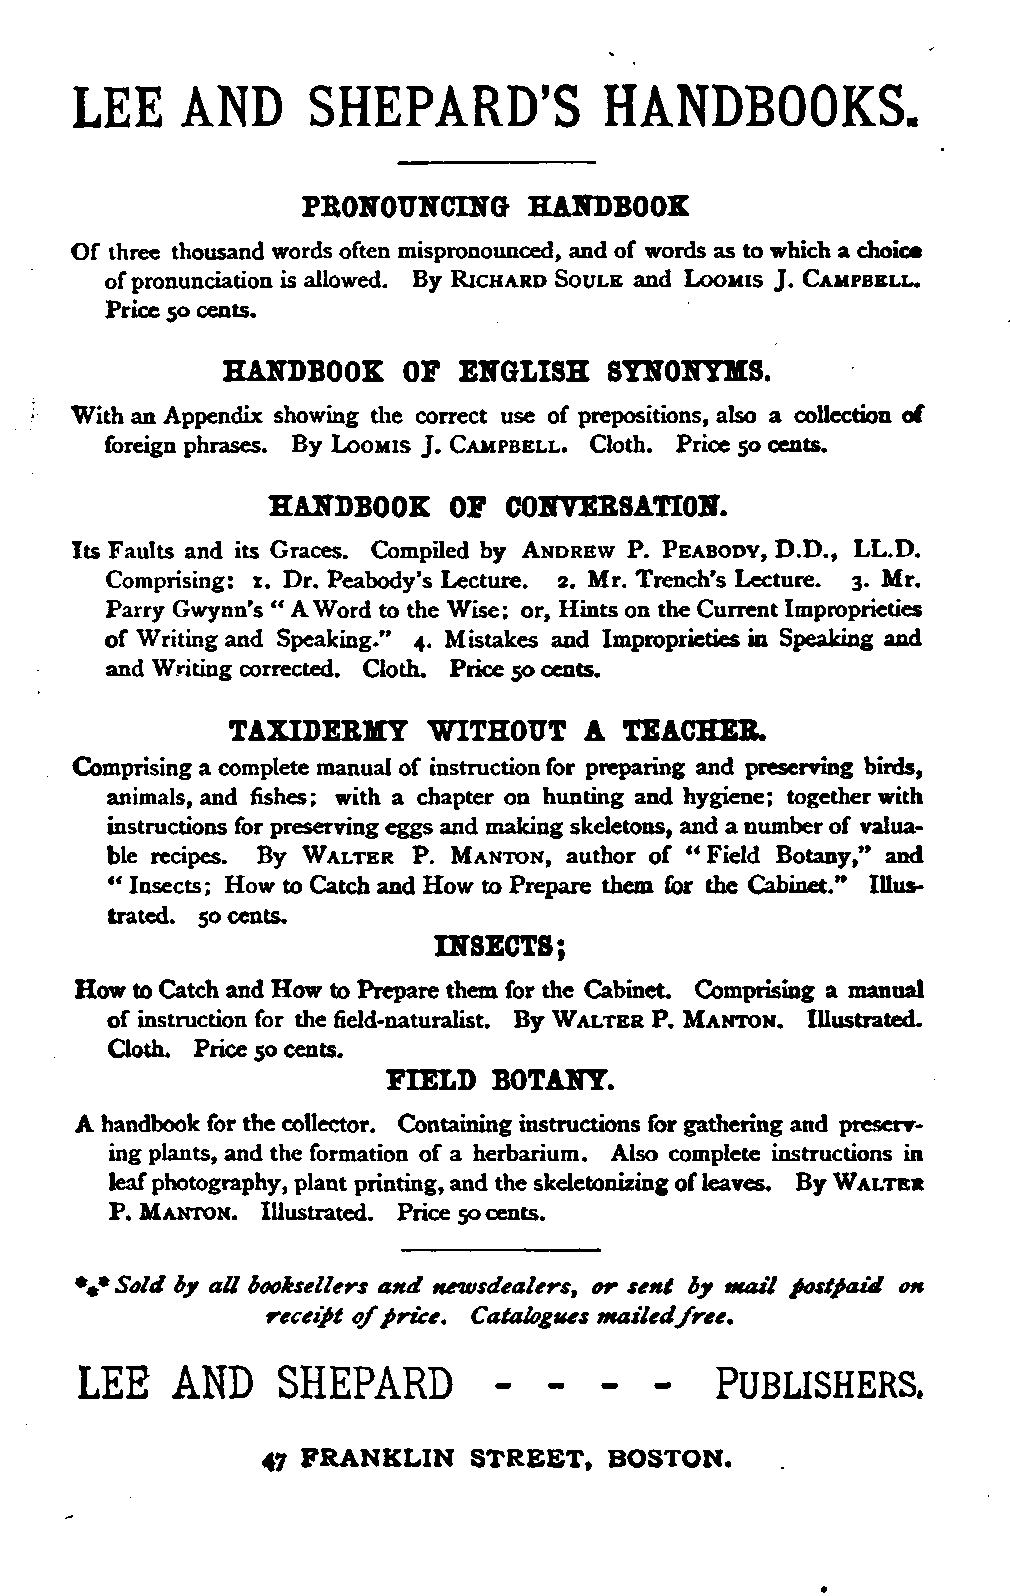 LEE AND SHEPARD'S HANDBOOKS.
PRONOUNCING HANDBOOK
Of three thousand words often mispronounced, and of words as to which a choice
of pronunciation is allowed. By RICHARD SOULE and LOOMIS J. CAMPBELL.
Price 50 cents.
HANDBOOK OF ENGLISH SYNONYMS.
With an Appendix showing the correct use of prepositions, also a collection of
foreign phrases. By LOOMIS J. CAMPBELL. Cloth. Price 50 cents.
HANDBOOK OF CONVERSATION.
Its Faults and its Graces. Compiled by ANDREW P. PEABODY, D.D., LL.D.
Comprising: 1. Dr. Peabody's Lecture. 2. Mr. Trench's Lecture. 3. Mr.
Parry Gwynn's "A Word to the Wise; or, Hints on the Current Improprieties
of Writing and Speaking." 4. Mistakes and Improprieties in Speaking and
and Writing corrected. Cloth. Price 50 cents.
TAXIDERMY WITHOUT A TEACHER.
Comprising a complete manual of instruction for preparing and preserving birds,
animals, and fishes; with a chapter on hunting and hygiene; together with
instructions for preserving eggs and making skeletons, and a number of valua-
ble recipes. By WALTER P. MANTON, author of "Field Botany," and
"Insects; How to Catch and How to Prepare them for the Cabinet." Illus-
trated. 50 cents.
INSECTS;
How to Catch and How to Prepare them for the Cabinet. Comprising a manual
of instruction for the field-naturalist. By WALTER P. MANTON. Illustrated.
Cloth. Price 50 cents.
FIELD BOTANY.
A handbook for the collector. Containing instructions for gathering and preserv-
ing plants, and the formation of a herbarium. Also complete instructions in
leaf photography, plant printing, and the skeletonizing of leaves. By WALTER
P. MANTON. Illustrated. Price 50 cents.
*** Sold by all booksellers and newsdealers, or sent by mail postpaid on
receipt of price. Catalogues mailed free.
LEE AND SHEPARD - - - - PUBLISHERS,
47 FRANKLIN STREET, BOSTON.